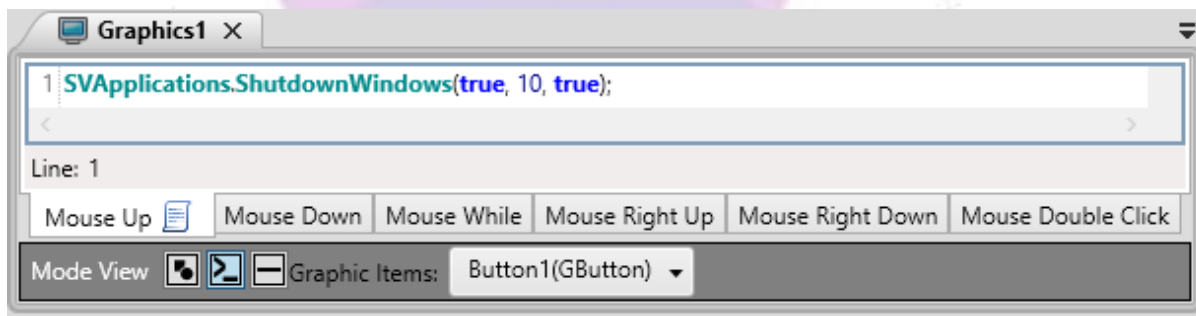 Graphics1
1 SVApplications.ShutdownWindows(true, 10, true);
Line: 1
Mouse Up Mouse Down Mouse While Mouse Right Up Mouse Right Down Mouse Double Click
Mode View Graphic Items: Button1(GButton)